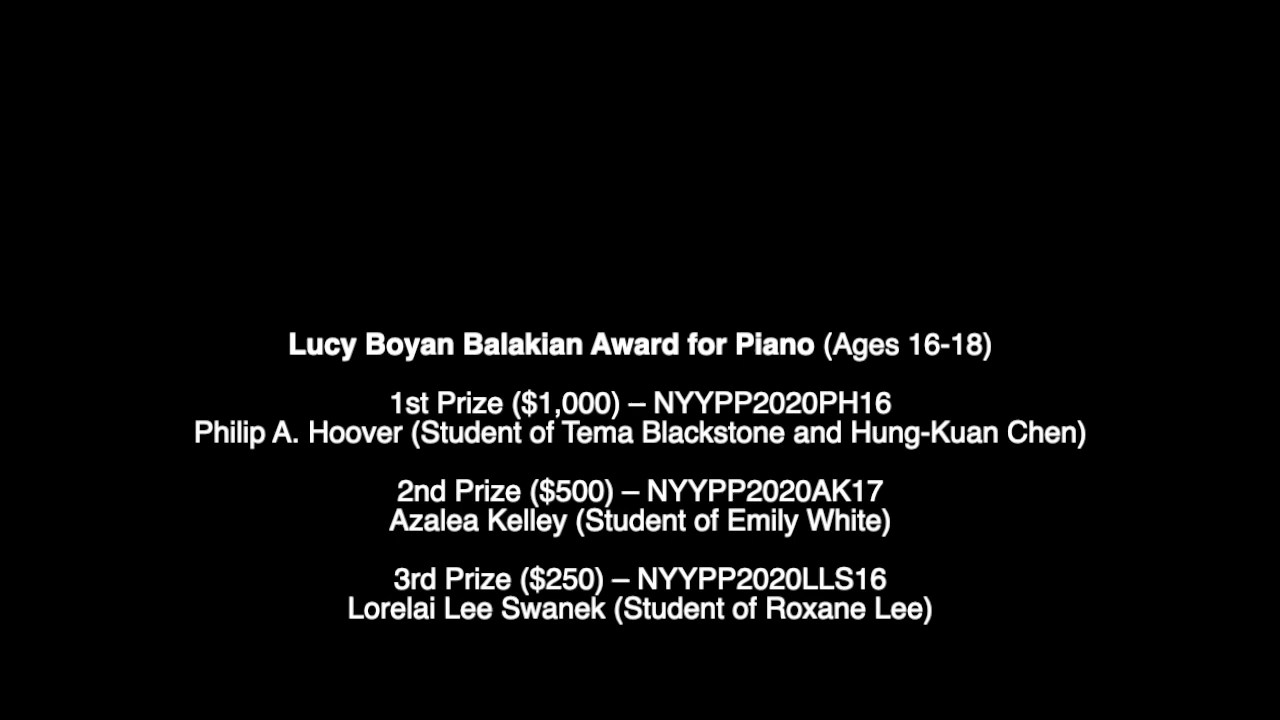 Lucy Boyan Balakian Award for Piano (Ages 16-18)
1st Prize ($1,000) – NYYPP2020PH16
Philip A. Hoover (Student of Tema Blackstone and Hung-Kuan Chen)
2nd Prize ($500) – NYYPP2020AK17
Azalea Kelley (Student of Emily White)
3rd Prize ($250) – NYYPP2020LLS16
Lorelai Lee Swanek (Student of Roxane Lee)